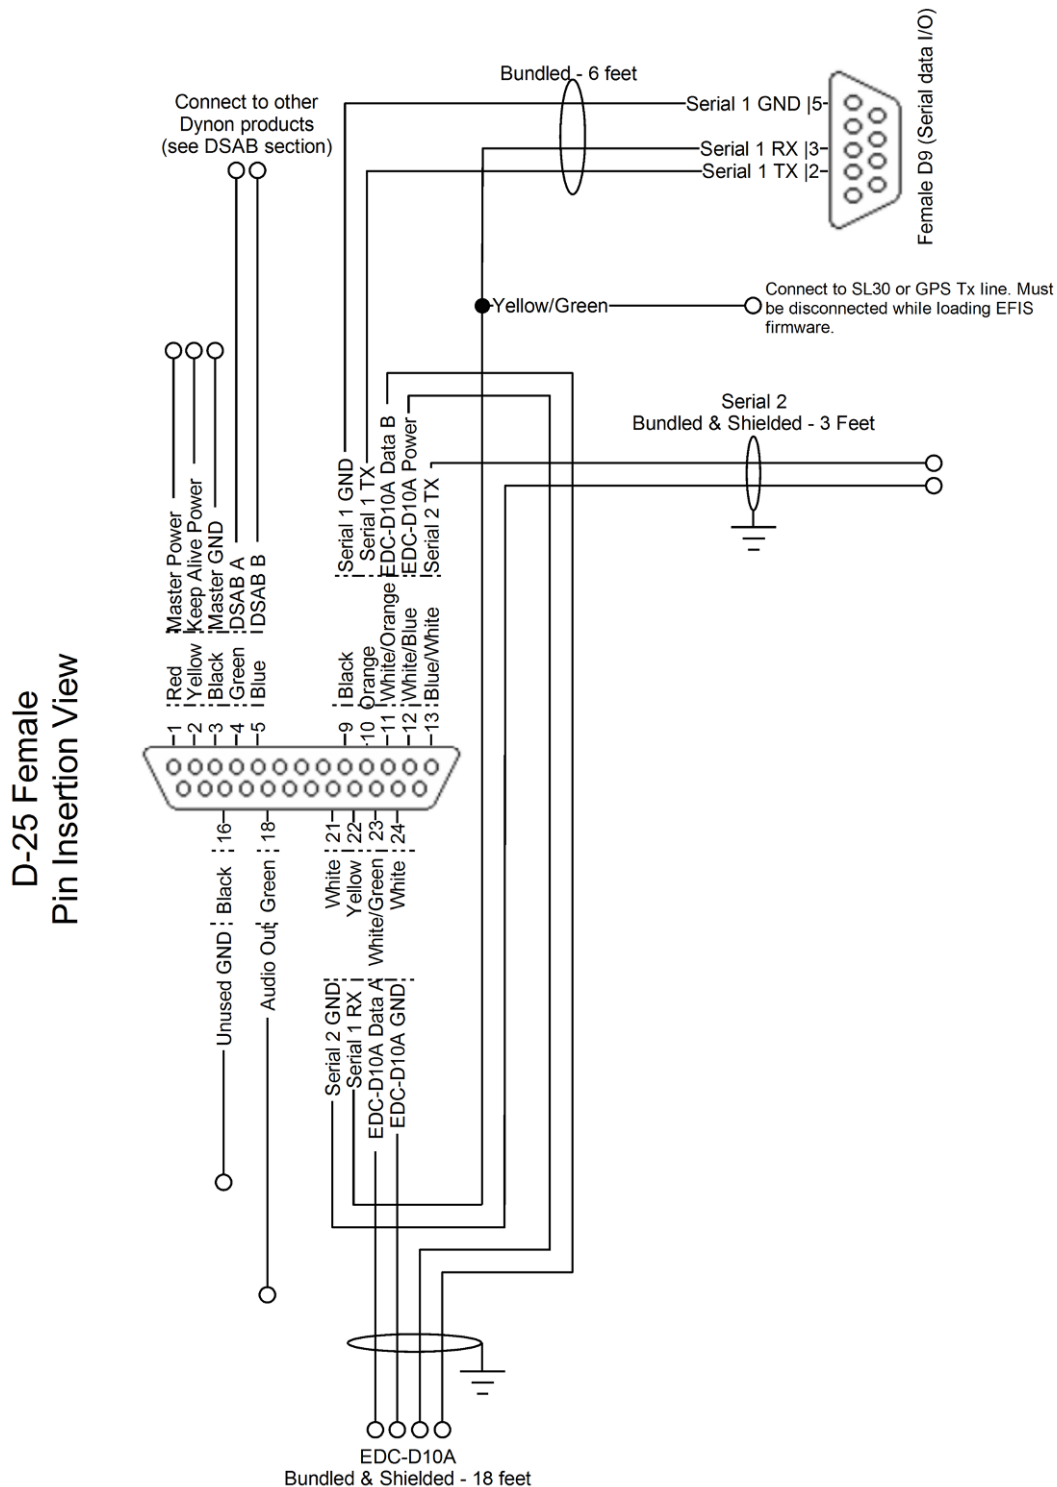 Bundled - 6 feet
Connect to other
Dynon products
(see DSAB section)
Serial 1 GND |5-
Serial 1 RX |3-
Serial 1 TX |2-
Female D9 (Serial data I/O)
Yellow/Green
Connect to SL30 or GPS Tx line. Must
be disconnected while loading EFIS
firmware.
Serial 2
Bundled & Shielded - 3 Feet
Master Power
Keep Alive Power
Master GND
DSAB A
DSAB B
Serial 1 GND
Serial 1 TX
EDC-D10A Data B
EDC-D10A Power
Serial 2 TX
Red
Yellow
Black
Green
Blue
Black
Orange
White/Orange
White/Blue
Blue/White
1
2
3
4
5
9
10
11
12
13
D-25 Female
Pin Insertion View
16
18
21
22
23
24
Black
Green
White
Yellow
White/Green
White
Unused GND
Audio Out
Serial 2 GND
Serial 1 RX
EDC-D10A Data A
EDC-D10A GND
EDC-D10A
Bundled & Shielded - 18 feet